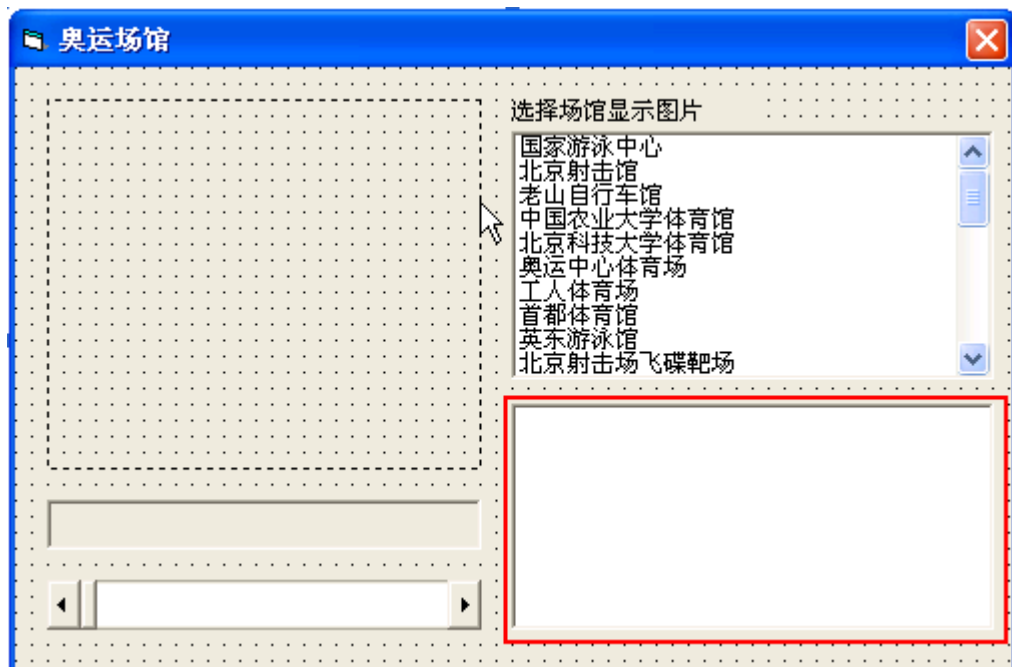 奥运场馆
选择场馆显示图片
国家游泳中心
北京射击馆
老山自行车馆
中国农业大学体育馆
北京科技大学体育馆
奥运中心体育场
工人体育场
首都体育馆
英东游泳馆
北京射击场飞碟靶场